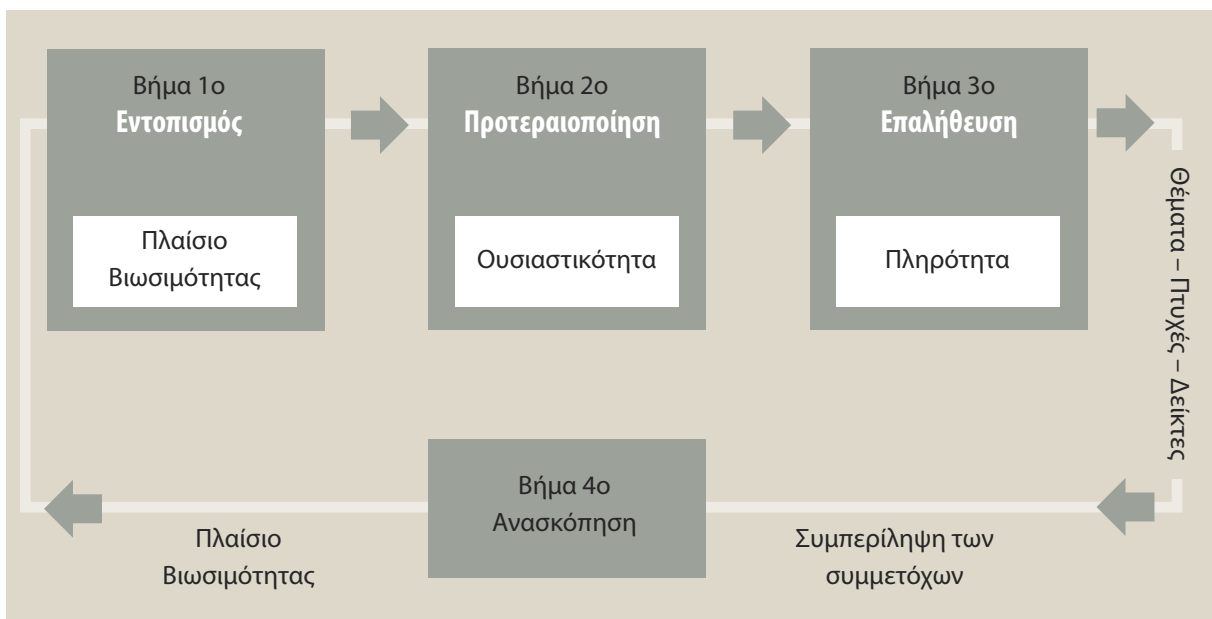 Βήμα 1ο
Εντοπισμός
Πλαίσιο
Βιωσιμότητας
Βήμα 2ο
Προτεραιοποίηση
Ουσιαστικότητα
Βήμα 3ο
Επαλήθευση
Πληρότητα
Θέματα – Πτυχές – Δείκτες
Βήμα 4ο
Ανασκόπηση
Πλαίσιο
Βιωσιμότητας
Συμπερίληψη των
συμμετόχων